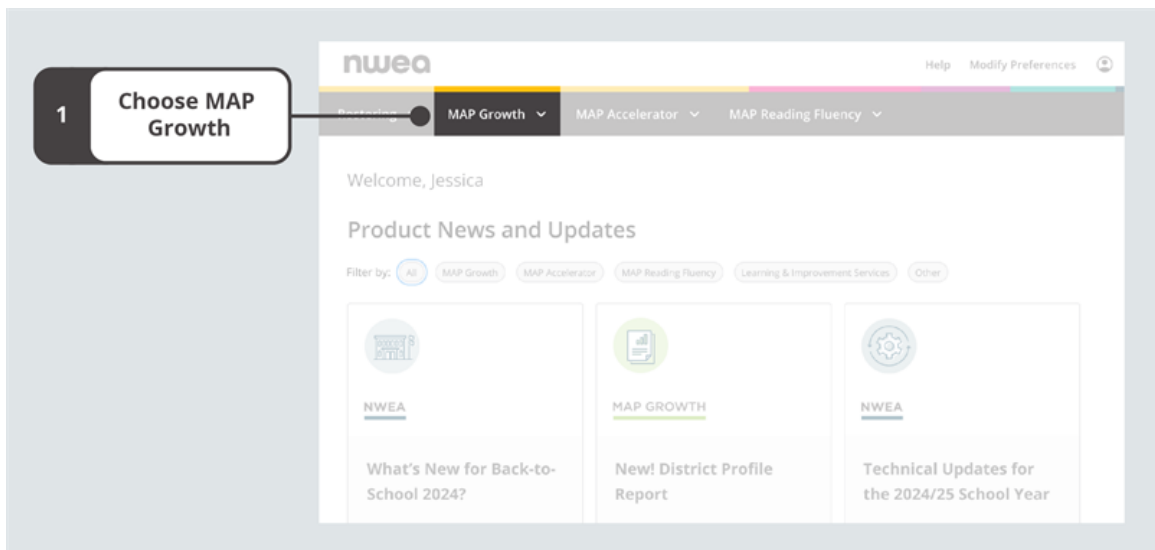 1
Choose MAP
Growth
nwea
Help Modify Preferences
MAP Growth MAP Accelerator MAP Reading Fluency
Welcome, Jessica
Product News and Updates
Filter by: All MAP Growth MAP Accelerator MAP Reading Fluency Learning & Improvement Services Other
NWEA MAP GROWTH NWEA
What's New for Back-to- New! District Profile Technical Updates for
School 2024? Report the 2024/25 School Year